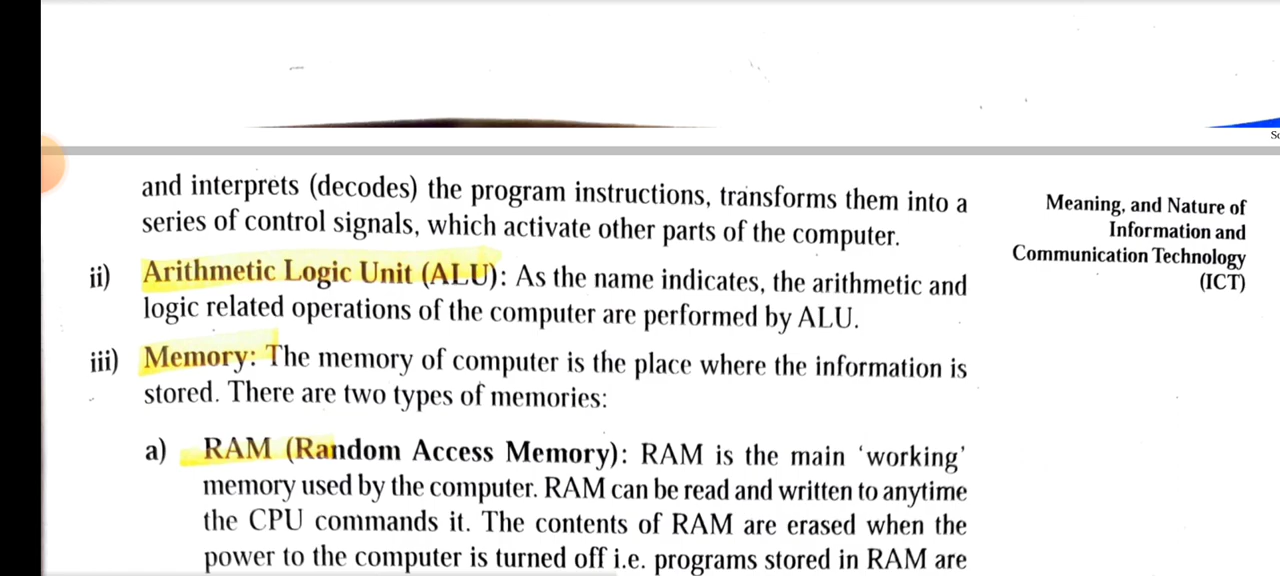 Sc
and interprets (decodes) the program instructions, transforms them into a
series of control signals, which activate other parts of the computer.
Meaning, and Nature of
Information and
Communication Technology
(ICT)
ii) Arithmetic Logic Unit (ALU): As the name indicates, the arithmetic and
logic related operations of the computer are performed by ALU.
iii) Memory: The memory of computer is the place where the information is
stored. There are two types of memories:
a) RAM (Random Access Memory): RAM is the main 'working'
memory used by the computer. RAM can be read and written to anytime
the CPU commands it. The contents of RAM are erased when the
power to the computer is turned off i.e. programs stored in RAM are